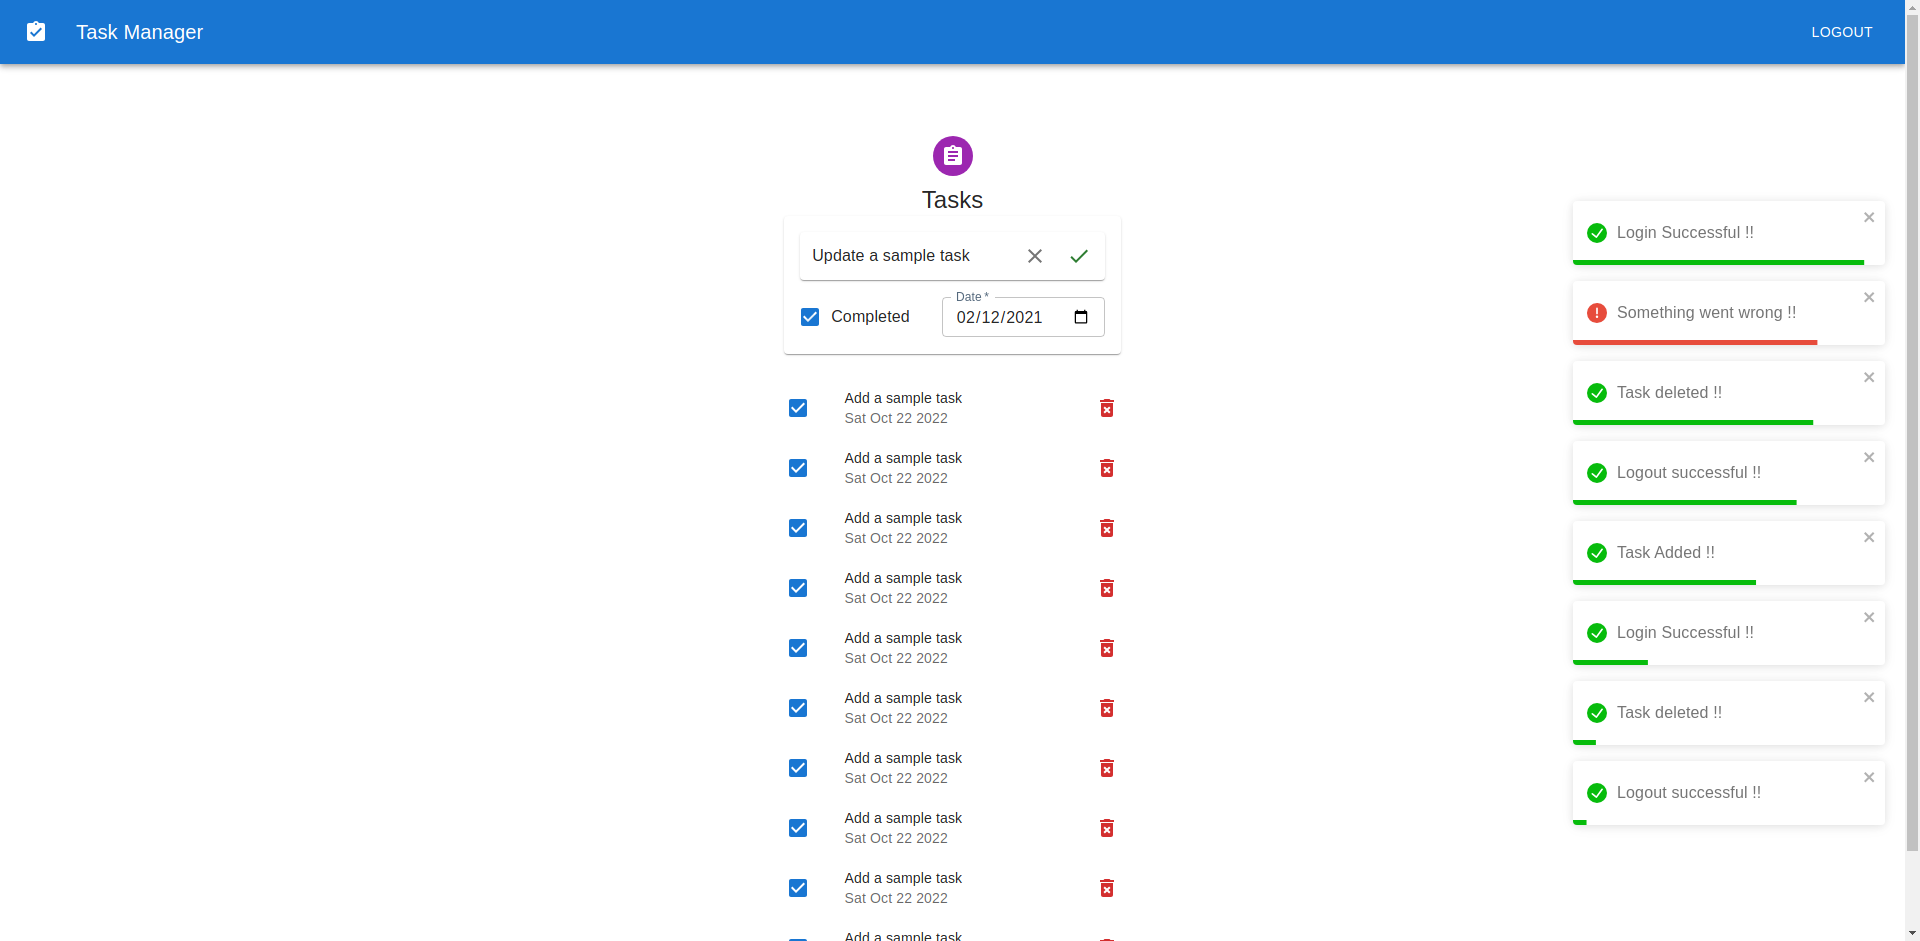 Task Manager
LOGOUT
Tasks
Update a sample task
Date *
Completed
02/12/2021
Add a sample task
Sat Oct 22 2022
Add a sample task
Sat Oct 22 2022
Add a sample task
Sat Oct 22 2022
Add a sample task
Sat Oct 22 2022
Add a sample task
Sat Oct 22 2022
Add a sample task
Sat Oct 22 2022
Add a sample task
Sat Oct 22 2022
Add a sample task
Sat Oct 22 2022
Add a sample task
Sat Oct 22 2022
Add a sample task
Login Successful !!
Something went wrong !!
Task deleted !!
Logout successful !!
Task Added !!
Login Successful !!
Task deleted !!
Logout successful !!